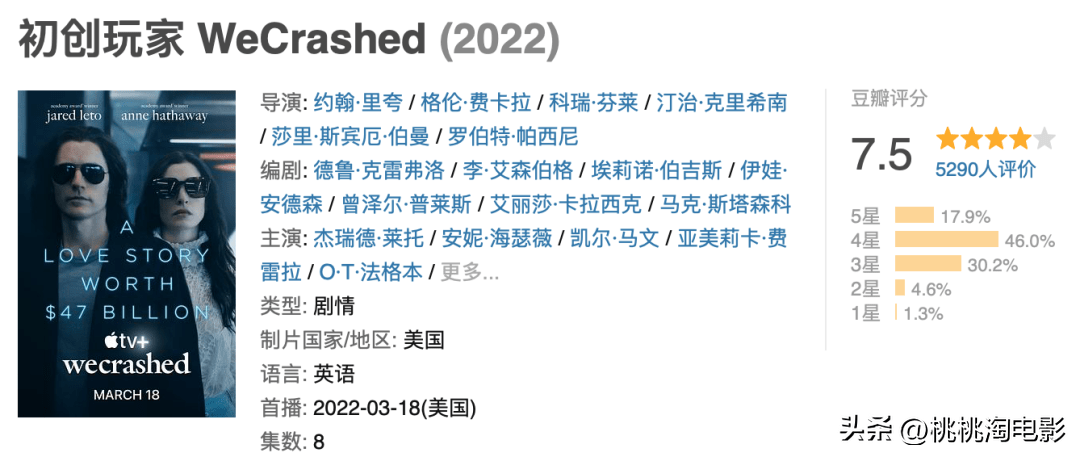 初创玩家 WeCrashed (2022)
academy award® winner
jared leto
academy award® winner
anne hathaway
A
LOVE STORY
WORTH
$47 BILLION
tv+
wecrashed
MARCH 18
导演: 约翰·里夸 / 格伦·费卡拉 / 科瑞·芬莱 / 汀治·克里希南
/ 莎里·斯宾厄·伯曼 / 罗伯特·帕西尼
编剧: 德鲁·克雷弗洛 / 李·艾森伯格 / 埃莉诺·伯吉斯 / 伊娃·
安德森 / 曾泽尔·普莱斯 / 艾丽莎·卡拉西克 / 马克·斯塔森科
主演: 杰瑞德·莱托 / 安妮·海瑟薇 / 凯尔·马文 / 亚美莉卡·费
雷拉 / O·T·法格本 / 更多...
类型: 剧情
制片国家/地区: 美国
语言: 英语
首播: 2022-03-18(美国)
集数: 8
豆瓣评分
7.5
5290人评价
5星 17.9%
4星 46.0%
3星 30.2%
2星 4.6%
1星 1.3%
头条 @桃桃淘电影